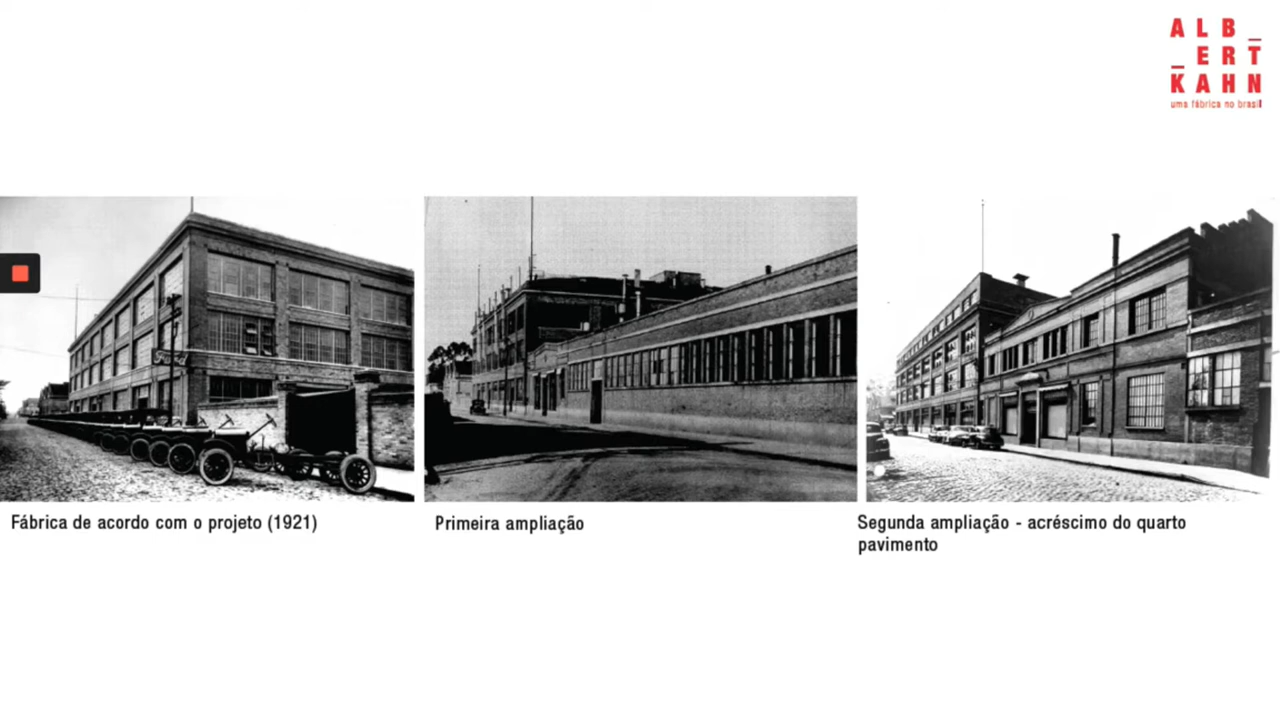 ALB_
_ERT
KAHN
uma fábrica no brasil
Ford
Fábrica de acordo com o projeto (1921)
Primeira ampliação
Segunda ampliação - acréscimo do quarto
pavimento